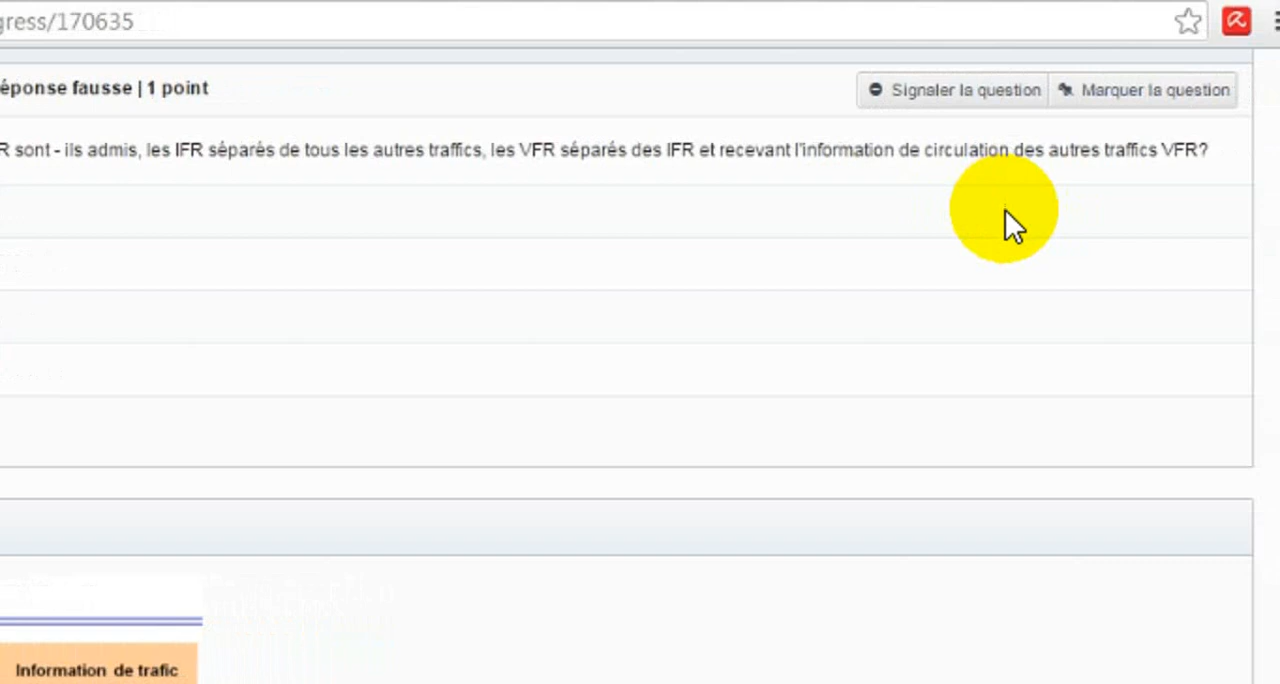 gress/170635
éponse fausse | 1 point
Signaler la question
Marquer la question
R sont - ils admis, les IFR séparés de tous les autres traffics, les VFR séparés des IFR et recevant l'information de circulation des autres traffics VFR?
Information de trafic